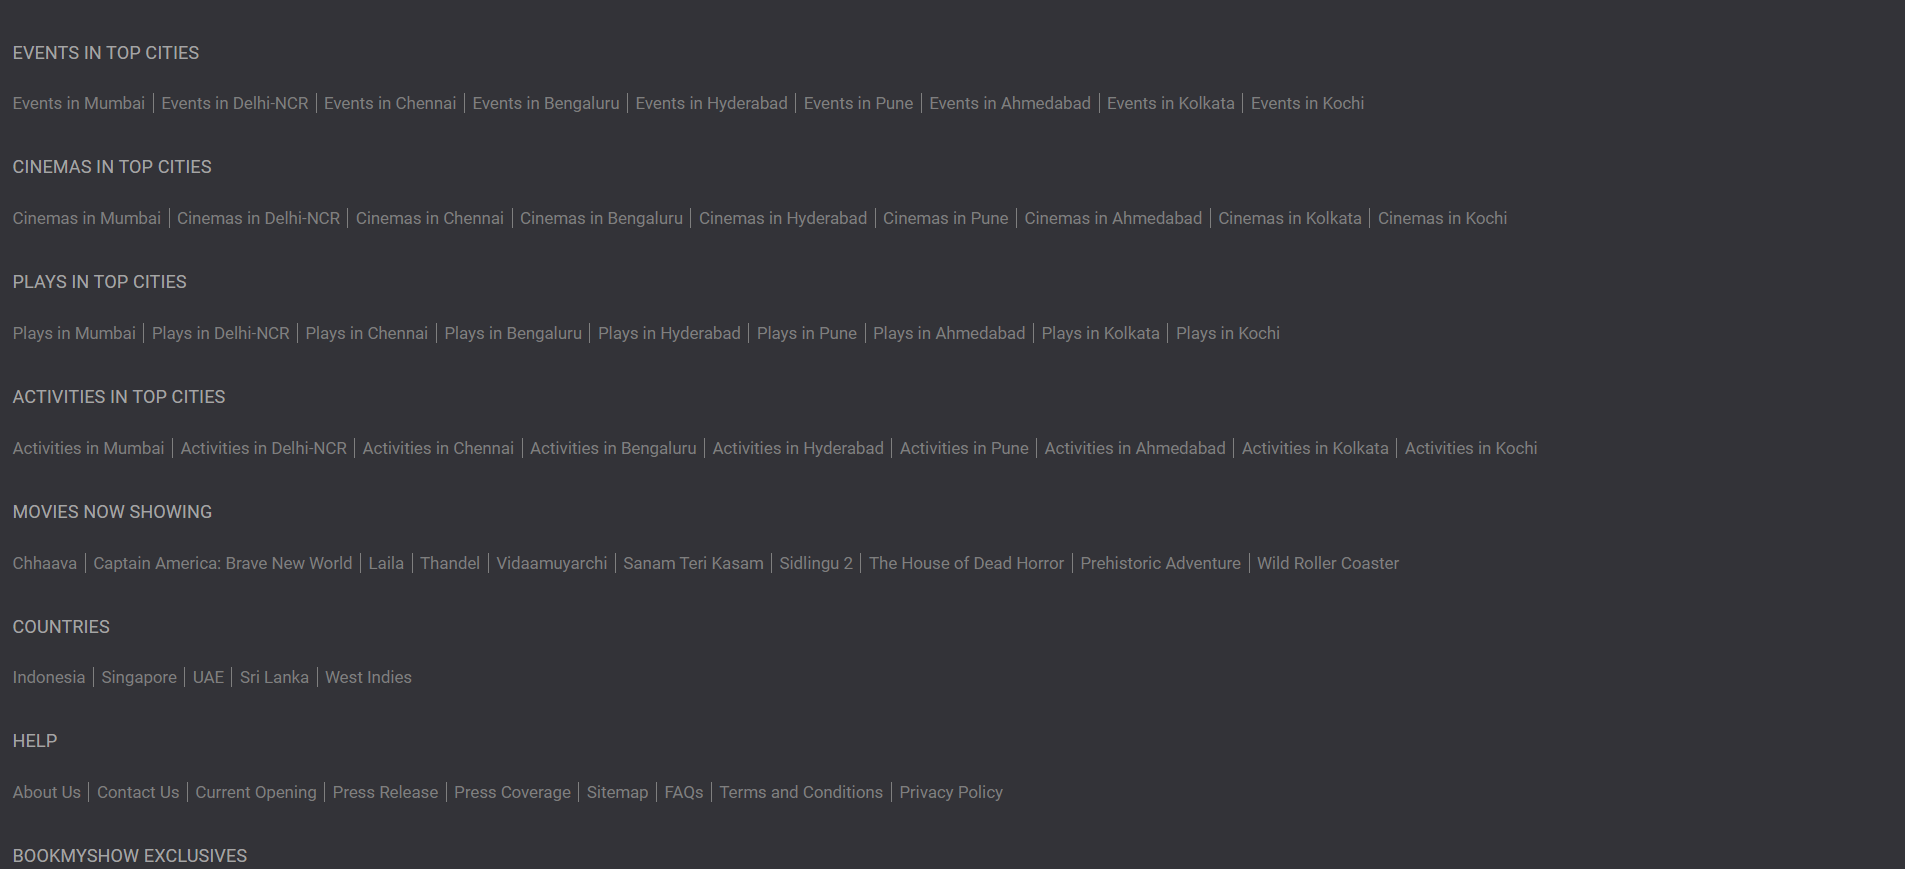 EVENTS IN TOP CITIES
Events in Mumbai | Events in Delhi-NCR | Events in Chennai | Events in Bengaluru | Events in Hyderabad | Events in Pune | Events in Ahmedabad | Events in Kolkata | Events in Kochi
CINEMAS IN TOP CITIES
Cinemas in Mumbai | Cinemas in Delhi-NCR | Cinemas in Chennai | Cinemas in Bengaluru | Cinemas in Hyderabad | Cinemas in Pune | Cinemas in Ahmedabad | Cinemas in Kolkata | Cinemas in Kochi
PLAYS IN TOP CITIES
Plays in Mumbai | Plays in Delhi-NCR | Plays in Chennai | Plays in Bengaluru | Plays in Hyderabad | Plays in Pune | Plays in Ahmedabad | Plays in Kolkata | Plays in Kochi
ACTIVITIES IN TOP CITIES
Activities in Mumbai | Activities in Delhi-NCR | Activities in Chennai | Activities in Bengaluru | Activities in Hyderabad | Activities in Pune | Activities in Ahmedabad | Activities in Kolkata | Activities in Kochi
MOVIES NOW SHOWING
Chhaava | Captain America: Brave New World | Laila | Thandel | Vidaamuyarchi | Sanam Teri Kasam | Sidlingu 2 | The House of Dead Horror | Prehistoric Adventure | Wild Roller Coaster
COUNTRIES
Indonesia | Singapore | UAE | Sri Lanka | West Indies
HELP
About Us | Contact Us | Current Opening | Press Release | Press Coverage | Sitemap | FAQs | Terms and Conditions | Privacy Policy
BOOKMYSHOW EXCLUSIVES